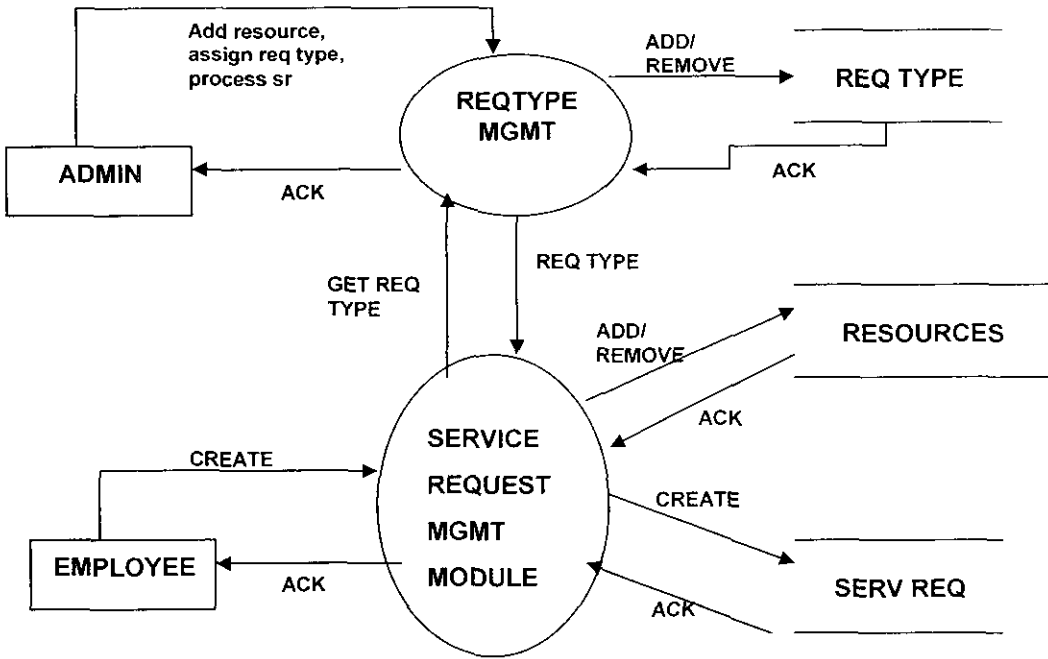 Add resource,
assign req type,
process sr
ADD/
REMOVE
REQ TYPE
REQTYPE
MGMT
ADMIN
ACK
ACK
GET REQ
TYPE
REQ TYPE
ADD/
REMOVE
RESOURCES
ACK
SERVICE
REQUEST
MGMT
MODULE
CREATE
CREATE
EMPLOYEE
ACK
ACK
SERV REQ